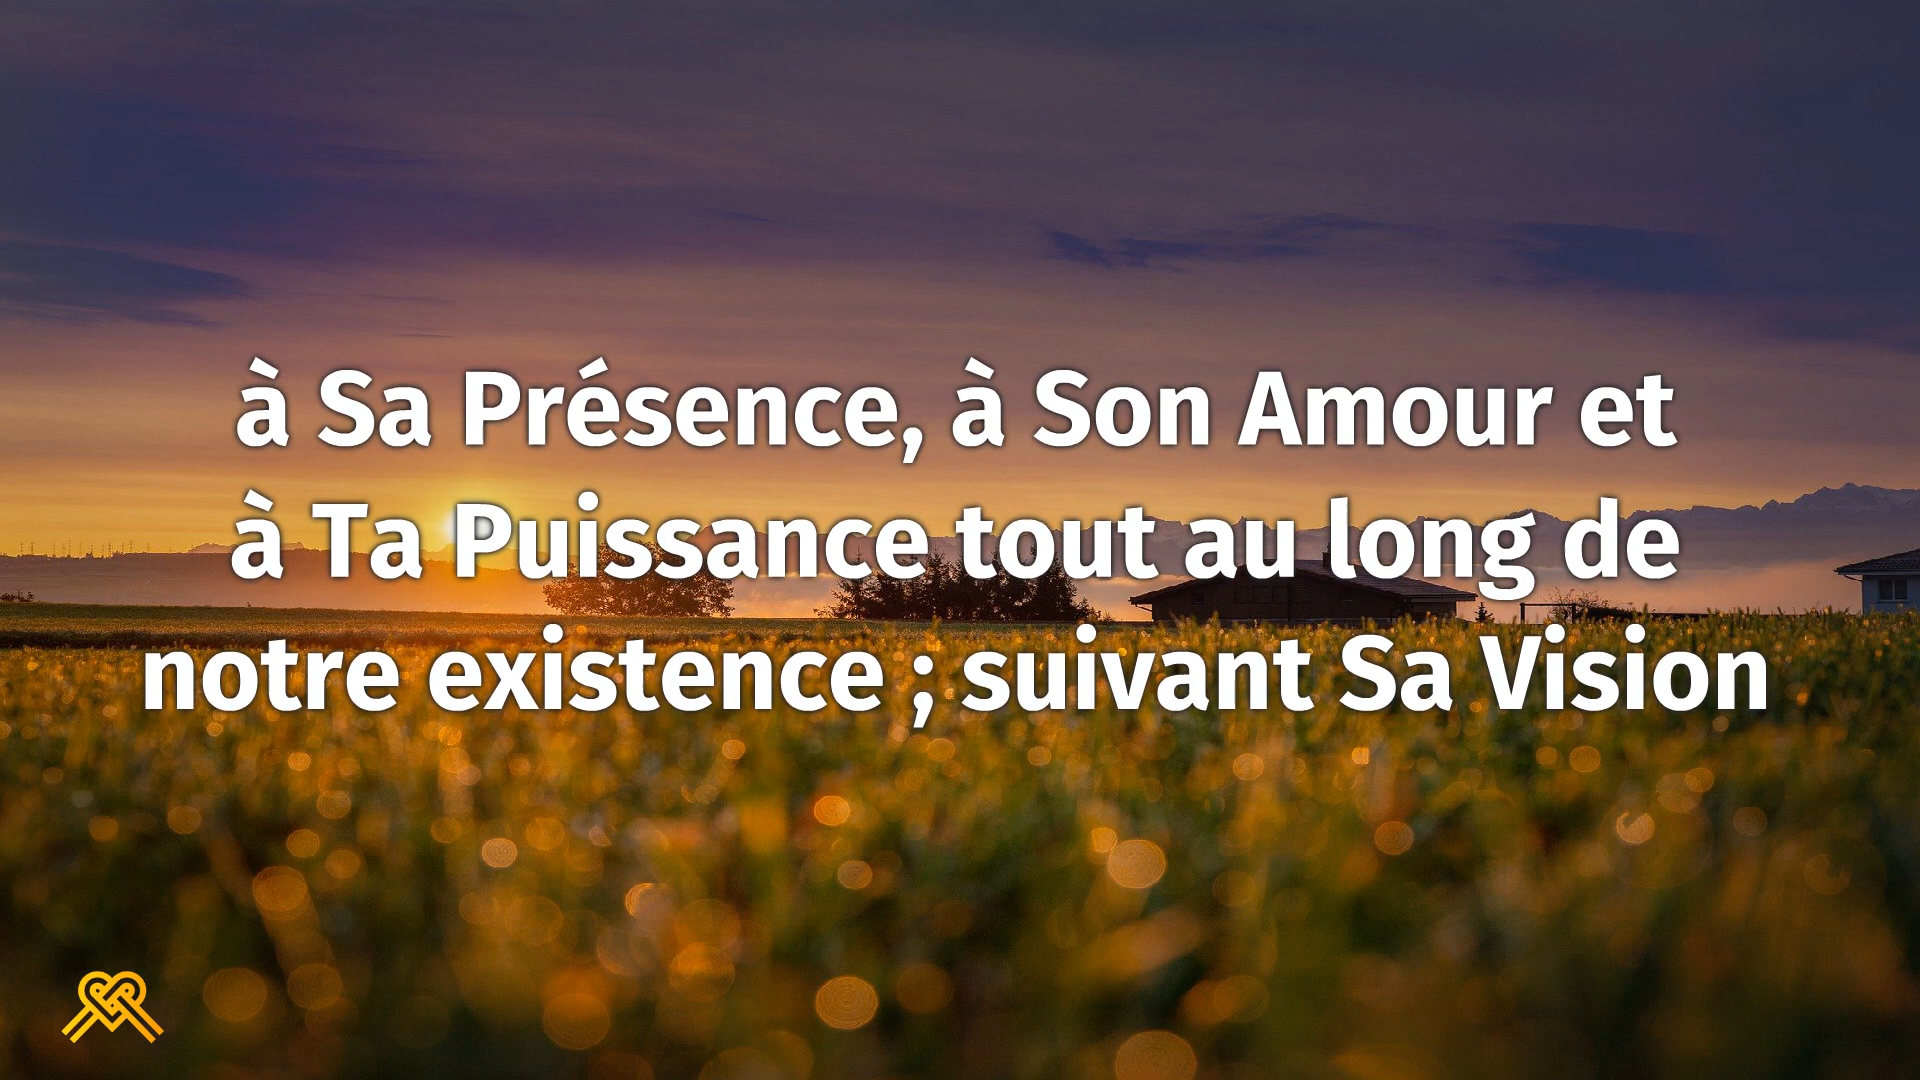 à Sa Présence, à Son Amour et
à Ta Puissance tout au long de
notre existence ; suivant Sa Vision